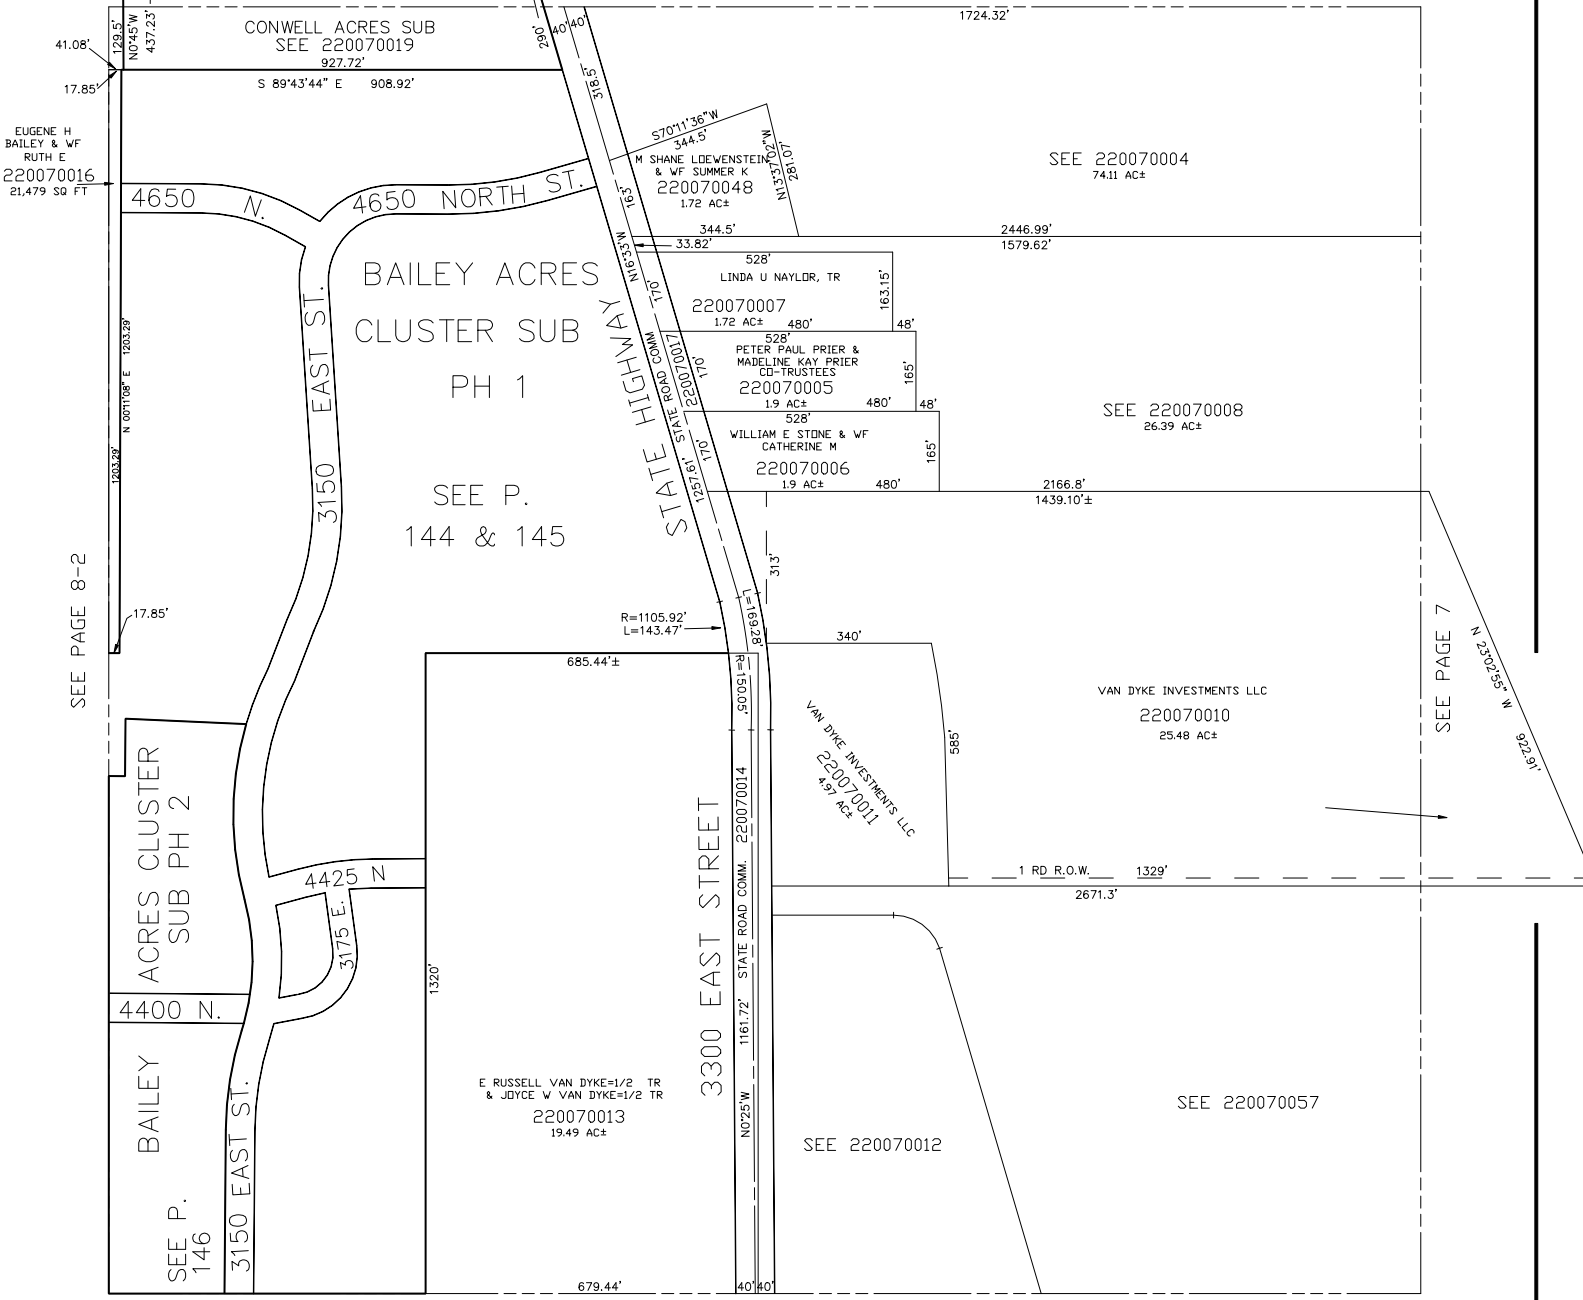 129.5'
N0°45'W
437.23'
41.08'
17.85'
CONWELL ACRES SUB
SEE 220070019
927.72'
S 89°43'44" E 908.92'
290'
40' 40'
1724.32'
318.5'
EUGENE H
BAILEY & WF
RUTH E
220070016
21,479 SQ FT
4650 N.
4650 NORTH ST.
S70°11'36"W
344.5'
M SHANE LOEWENSTEIN
& WF SUMMER K
220070048
1.72 AC±
N13°37'02"W
281.07'
163'
SEE 220070004
74.11 AC±
344.5'
2446.99'
33.82'
1579.62'
N16°33'W
528'
LINDA U NAYLOR, TR
220070007
1.72 AC±
480'
163.15'
48'
170'
BAILEY ACRES
CLUSTER SUB
PH 1
SEE P.
144 & 145
3150 EAST ST.
N 00°11'08" E 1203.29'
1203.29'
STATE HIGHWAY
STATE ROAD COMM
220070017
1257.61'
528'
PETER PAUL PRIER &
MADELINE KAY PRIER
CO-TRUSTEES
220070005
1.9 AC±
480'
165'
48'
170'
528'
WILLIAM E STONE & WF
CATHERINE M
220070006
1.9 AC±
480'
165'
170'
SEE 220070008
26.39 AC±
2166.8'
1439.10'±
313'
SEE PAGE 8-2
17.85'
R=1105.92'
L=143.47'
L=169.28'
R=150.05'
340'
685.44'±
VAN DYKE INVESTMENTS LLC
220070011
4.97 AC±
585'
VAN DYKE INVESTMENTS LLC
220070010
25.48 AC±
SEE PAGE 7
N 23°02'55" W 922.91'
1 RD R.O.W. 1329'
2671.3'
BAILEY ACRES CLUSTER
SUB PH 2
SEE P.
146
4425 N
3175 E.
4400 N.
3150 EAST ST.
1320'
3300 EAST STREET
N0°25'W 1161.72' STATE ROAD COMM. 220070014
E RUSSELL VAN DYKE=1/2 TR
& JOYCE W VAN DYKE=1/2 TR
220070013
19.49 AC±
SEE 220070012
SEE 220070057
679.44'
40' 40'